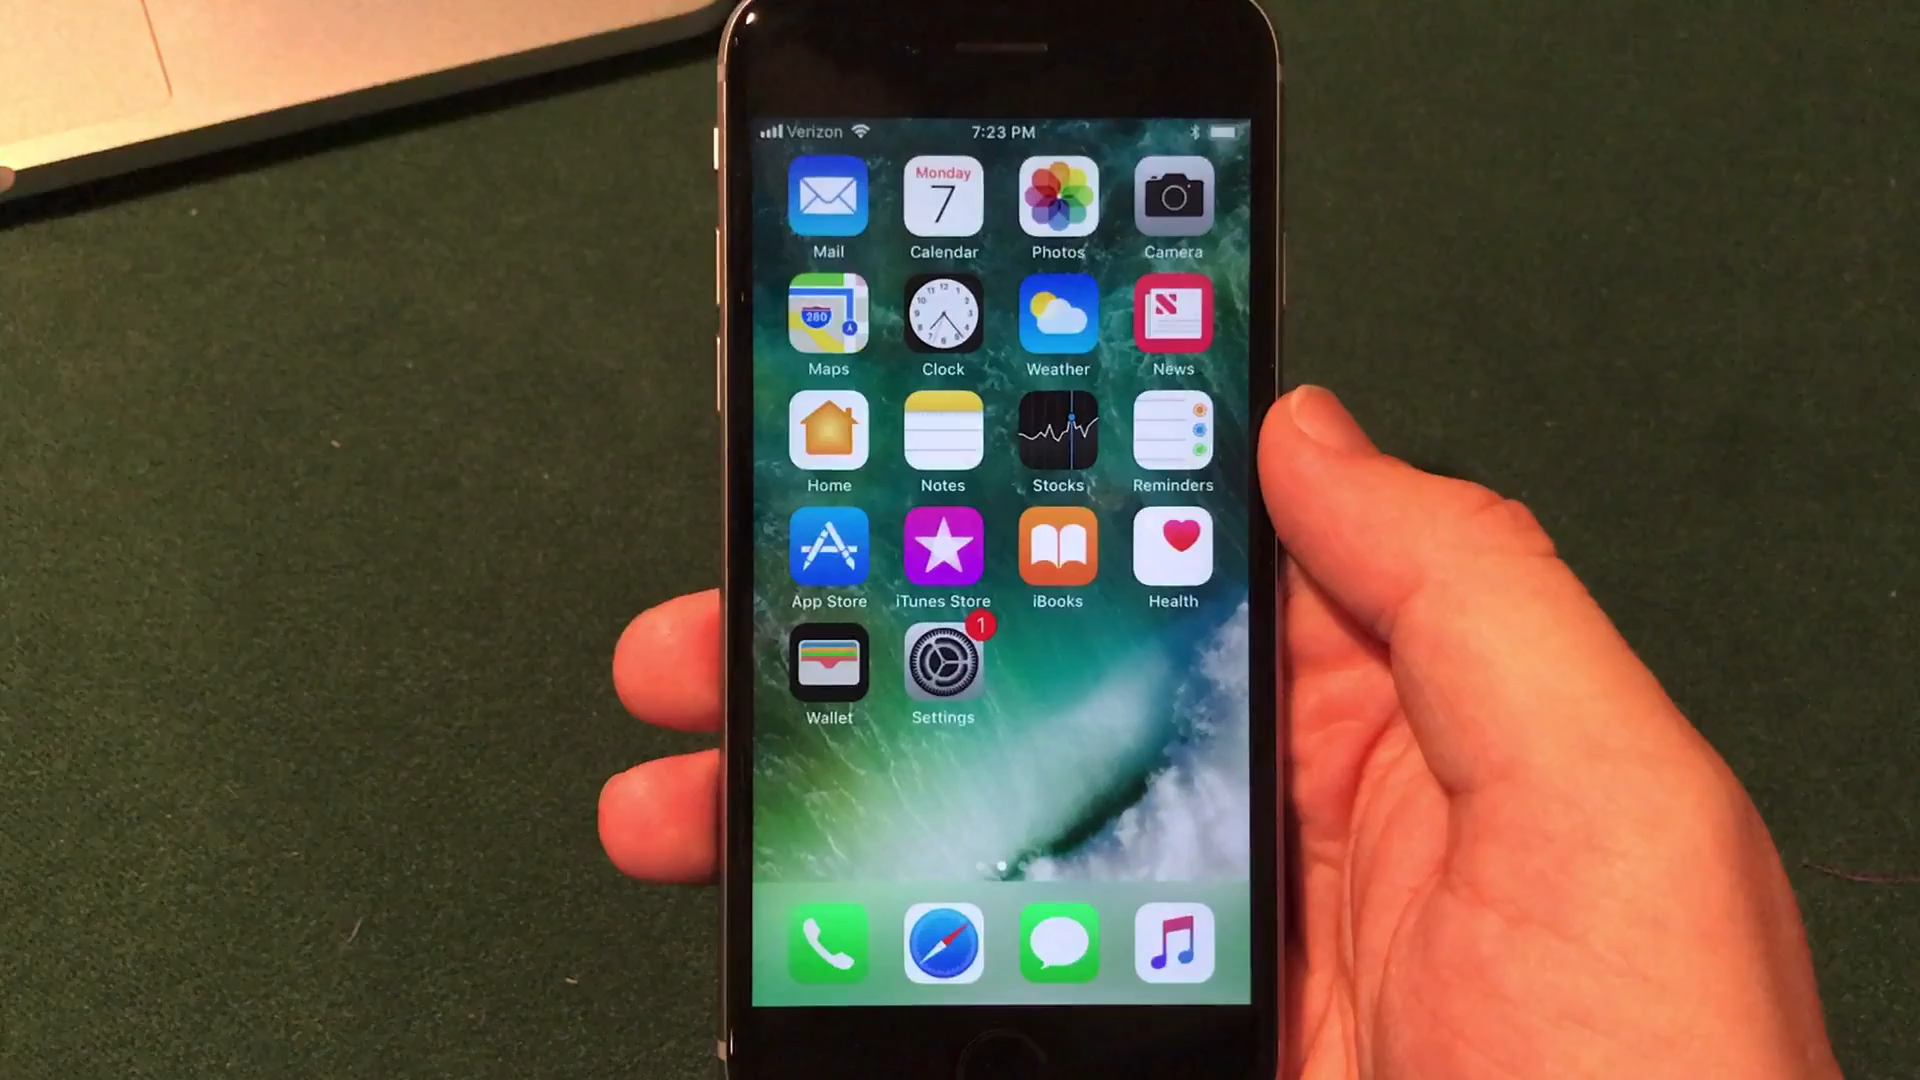 Verizon 7:23 PM
Monday
7
Mail Calendar Photos Camera
280
12
Maps Clock Weather News
Home Notes Stocks Reminders
App Store iTunes Store iBooks Health
1
Wallet Settings